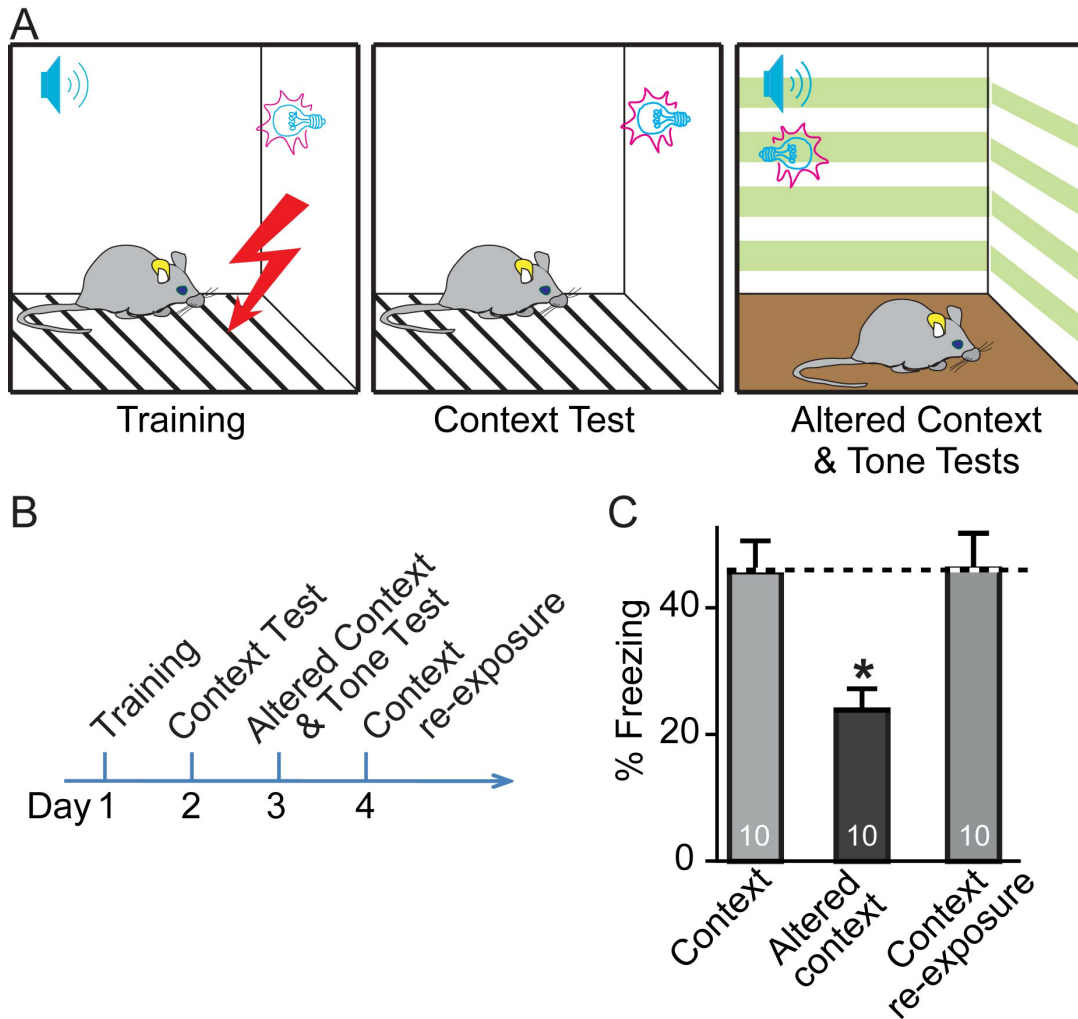 A
Training
Context Test
Altered Context
& Tone Tests
B
Training
Context Test
Altered Context
& Tone Test
Context
re-exposure
Day 1
2
3
4
C
% Freezing
40
20
0
*
10
10
10
Context
Altered
context
Context
re-exposure